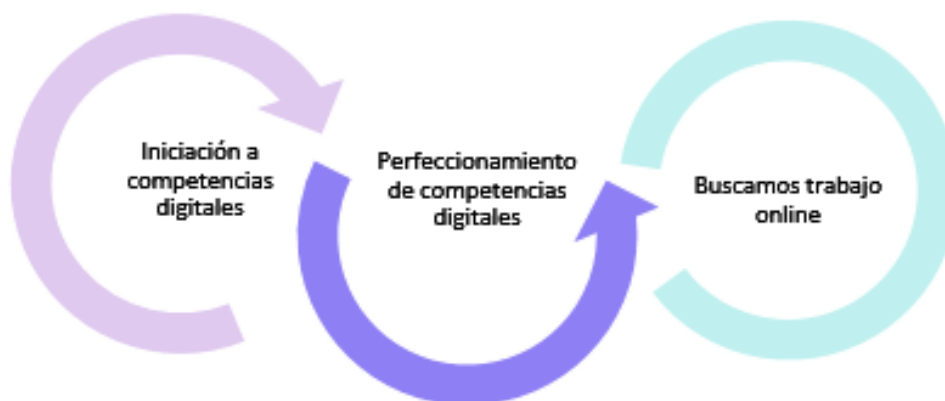 Iniciación a
competencias
digitales
Perfeccionamiento
de competencias
digitales
Buscamos trabajo
online